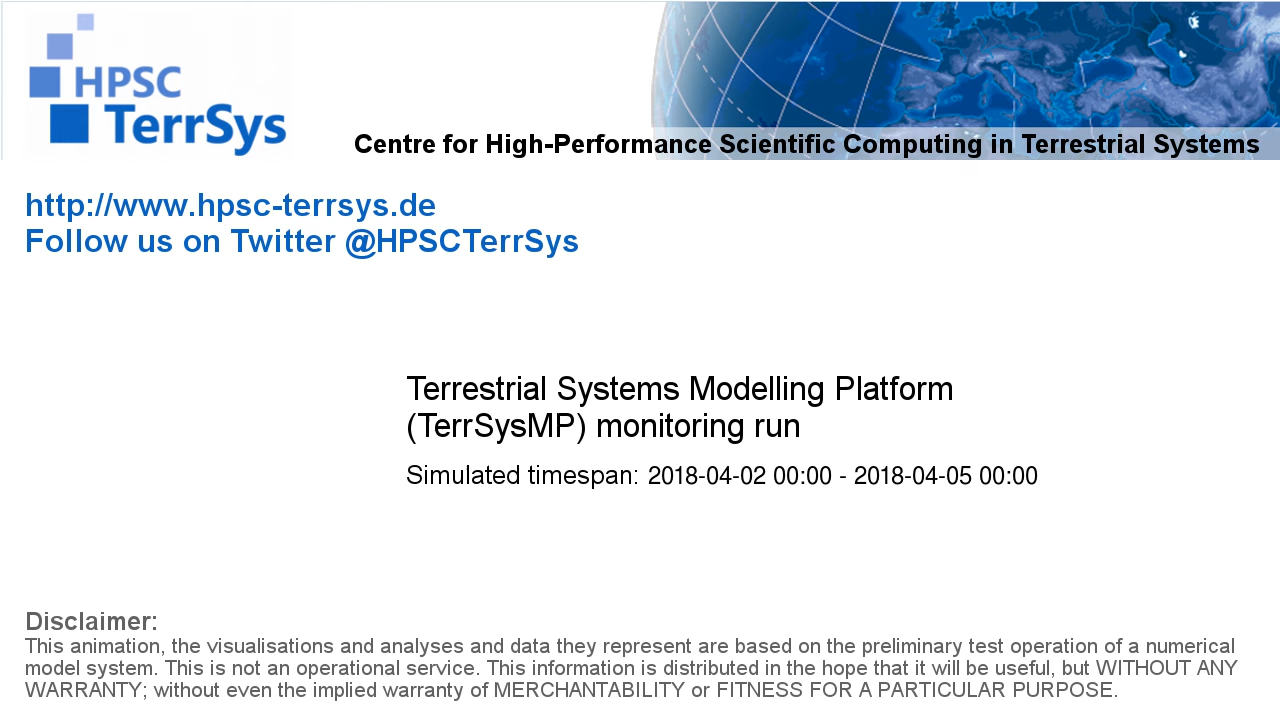 HPSC
TerrSys
Centre for High-Performance Scientific Computing in Terrestrial Systems
http://www.hpsc-terrsys.de
Follow us on Twitter @HPSCTerrSys
Terrestrial Systems Modelling Platform
(TerrSysMP) monitoring run
Simulated timespan: 2018-04-02 00:00 - 2018-04-05 00:00
Disclaimer:
This animation, the visualisations and analyses and data they represent are based on the preliminary test operation of a numerical
model system. This is not an operational service. This information is distributed in the hope that it will be useful, but WITHOUT ANY
WARRANTY; without even the implied warranty of MERCHANTABILITY or FITNESS FOR A PARTICULAR PURPOSE.